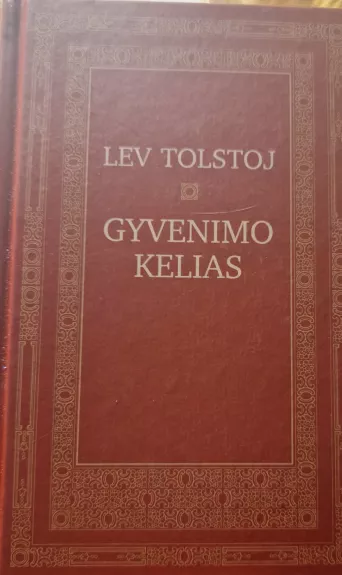 LEV TOLSTOJ
GYVENIMO
KELIAS